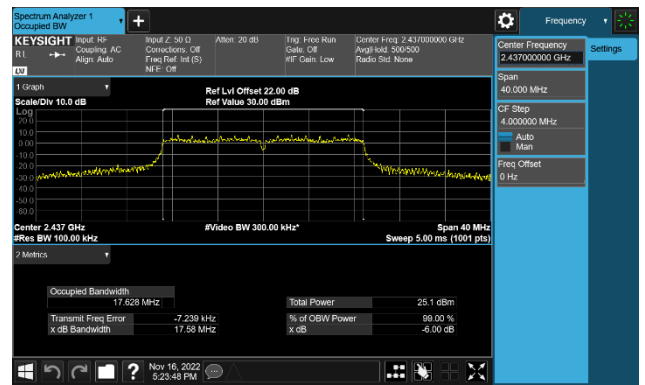 Spectrum Analyzer 1
Occupied BW
Frequency
KEYSIGHT Input: RF Input Z: 50 Ω Atten: 20 dB Trig: Free Run Center Freq: 2.437000000 GHz
RL Coupling: AC Corrections: Off Gate: Off Avg|Hold: 500/500
Align: Auto Freq Ref: Int (S) #IF Gain: Low Radio Std: None
NFE: Off
LXI
Center Frequency
2.437000000 GHz
Settings
Span
40.000 MHz
CF Step
4.000000 MHz
Auto
Man
Freq Offset
0 Hz
1 Graph
Ref Lvl Offset 22.00 dB
Scale/Div 10.0 dB Ref Value 30.00 dBm
Log
20.0
10.0
0.00
-10.0
-20.0
-30.0
-40.0
-50.0
-60.0
Center 2.437 GHz #Video BW 300.00 kHz* Span 40 MHz
#Res BW 100.00 kHz Sweep 5.00 ms (1001 pts)
2 Metrics
Occupied Bandwidth
17.628 MHz Total Power 25.1 dBm
Transmit Freq Error -7.239 kHz % of OBW Power 99.00 %
x dB Bandwidth 17.58 MHz x dB -6.00 dB
Nov 16, 2022
5:23:48 PM